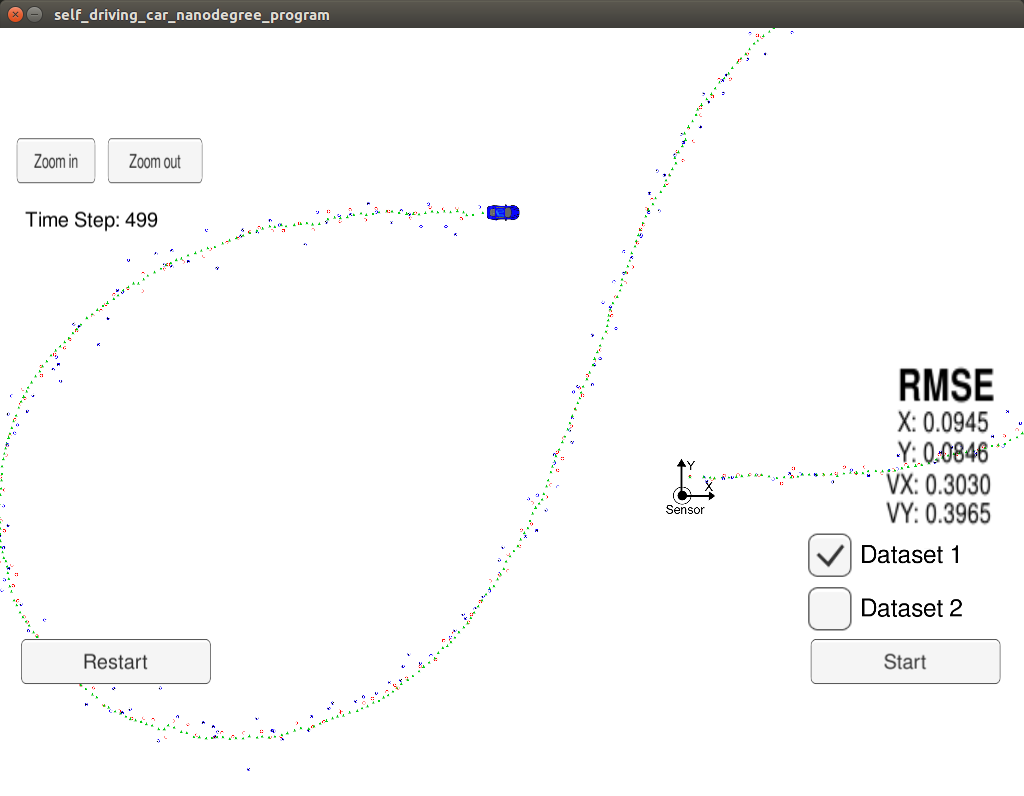 self_driving_car_nanodegree_program
Zoom in
Zoom out
Time Step: 499
RMSE
X: 0.0945
Y: 0.0846
VX: 0.3030
VY: 0.3965
Y
X
Sensor
Dataset 1
Dataset 2
Restart
Start